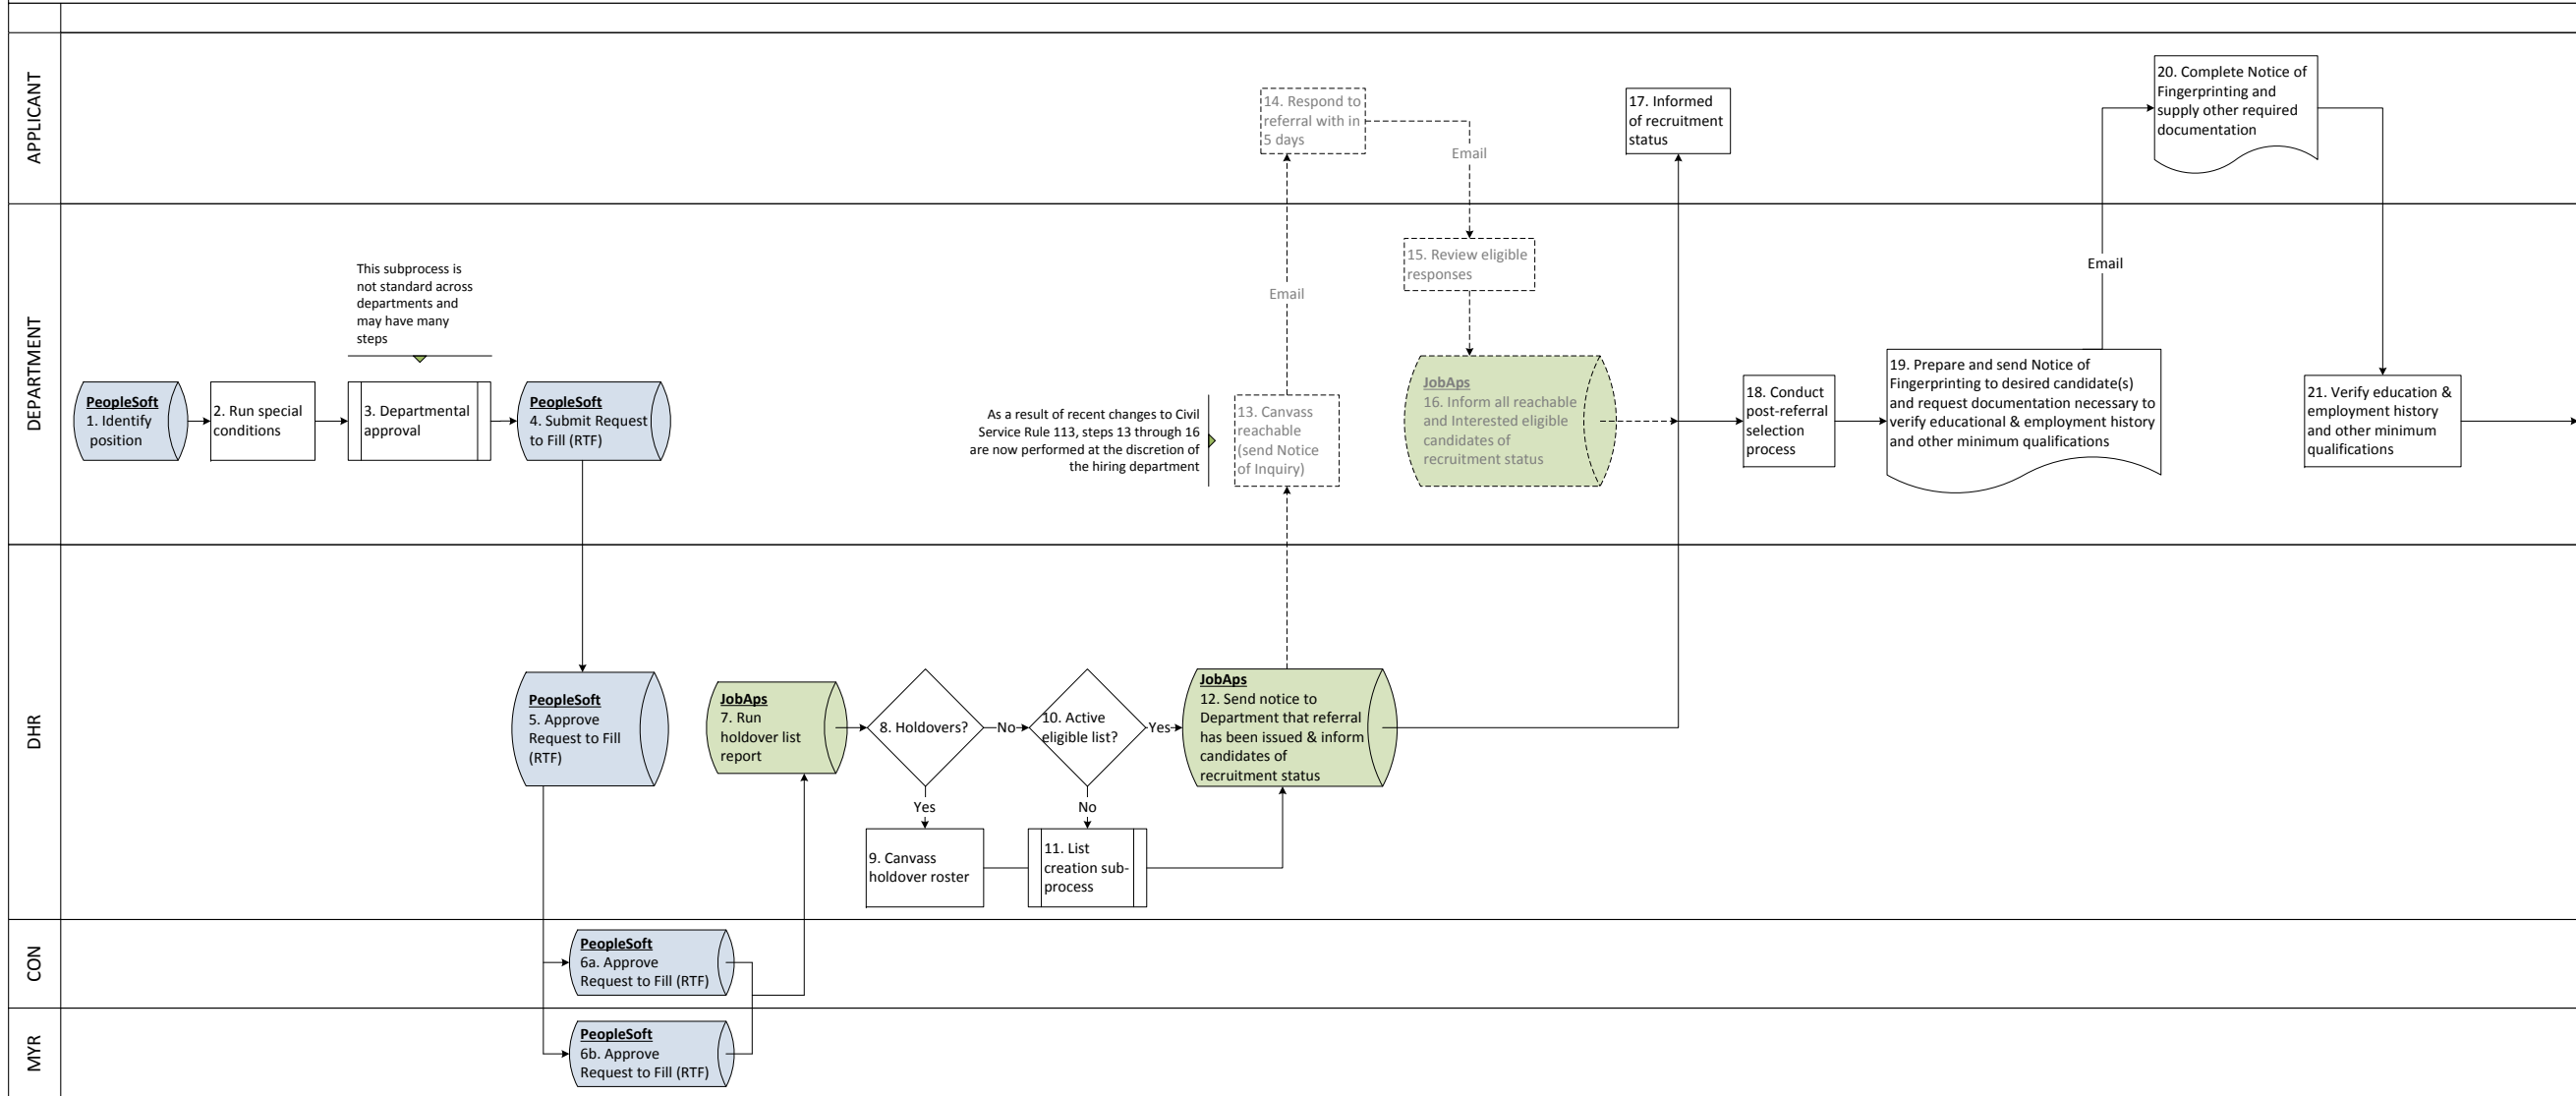 APPLICANT
14. Respond to
referral with in
5 days
Email
17. Informed
of recruitment
status
20. Complete Notice of
Fingerprinting and
supply other required
documentation
DEPARTMENT
PeopleSoft
1. Identify
position
2. Run special
conditions
This subprocess is
not standard across
departments and
may have many
steps
3. Departmental
approval
PeopleSoft
4. Submit Request
to Fill (RTF)
As a result of recent changes to Civil
Service Rule 113, steps 13 through 16
are now performed at the discretion of
the hiring department
13. Canvass
reachable
(send Notice
of Inquiry)
Email
15. Review eligible
responses
JobAps
16. Inform all reachable
and Interested eligible
candidates of
recruitment status
18. Conduct
post-referral
selection
process
19. Prepare and send Notice of
Fingerprinting to desired candidate(s)
and request documentation necessary to
verify educational & employment history
and other minimum qualifications
Email
21. Verify education &
employment history
and other minimum
qualifications
DHR
PeopleSoft
5. Approve
Request to Fill
(RTF)
JobAps
7. Run
holdover list
report
8. Holdovers?
No
Yes
9. Canvass
holdover roster
10. Active
eligible list?
Yes
No
11. List
creation sub-
process
JobAps
12. Send notice to
Department that referral
has been issued & inform
candidates of
recruitment status
CON
PeopleSoft
6a. Approve
Request to Fill (RTF)
MYR
PeopleSoft
6b. Approve
Request to Fill (RTF)